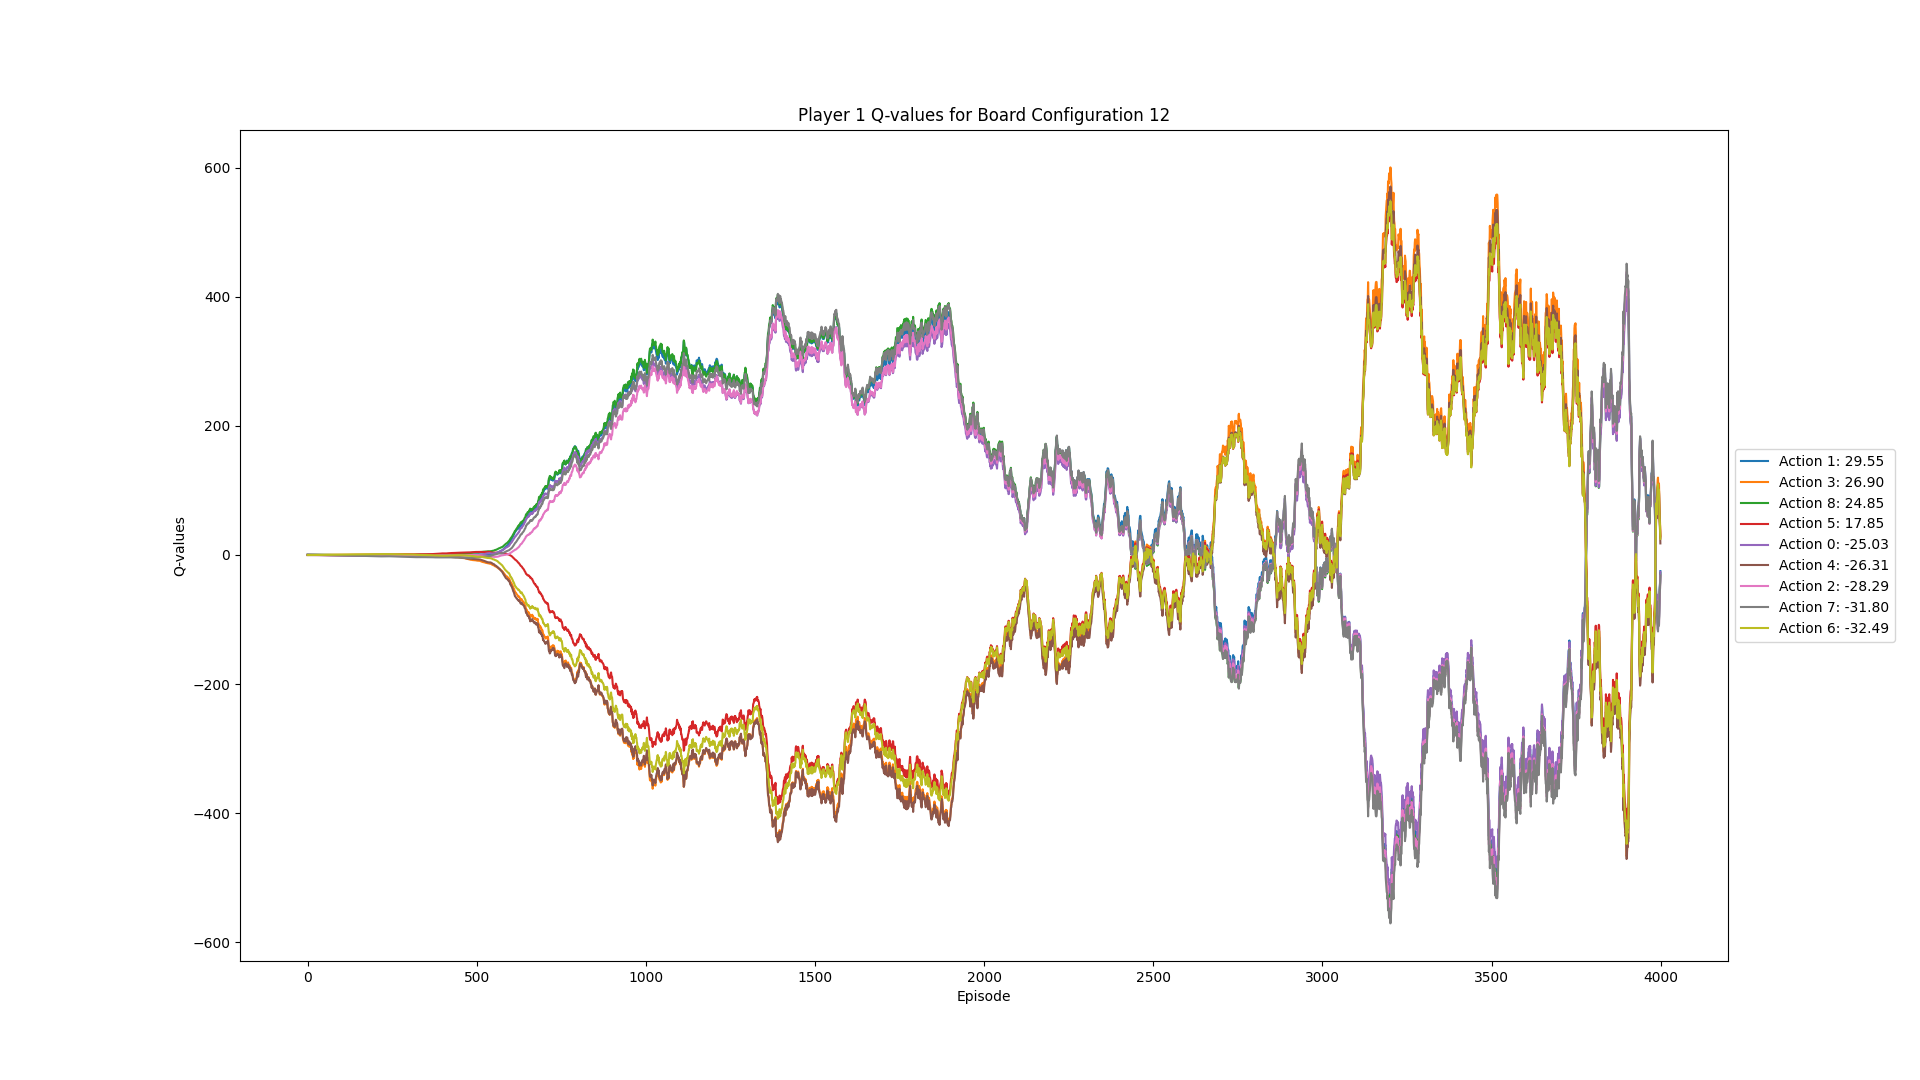 Player 1 Q-values for Board Configuration 12
600
400
200
0
−200
−400
−600
Q-values
0
500
1000
1500
2000
2500
3000
3500
4000
Episode
Action 1: 29.55
Action 3: 26.90
Action 8: 24.85
Action 5: 17.85
Action 0: -25.03
Action 4: -26.31
Action 2: -28.29
Action 7: -31.80
Action 6: -32.49